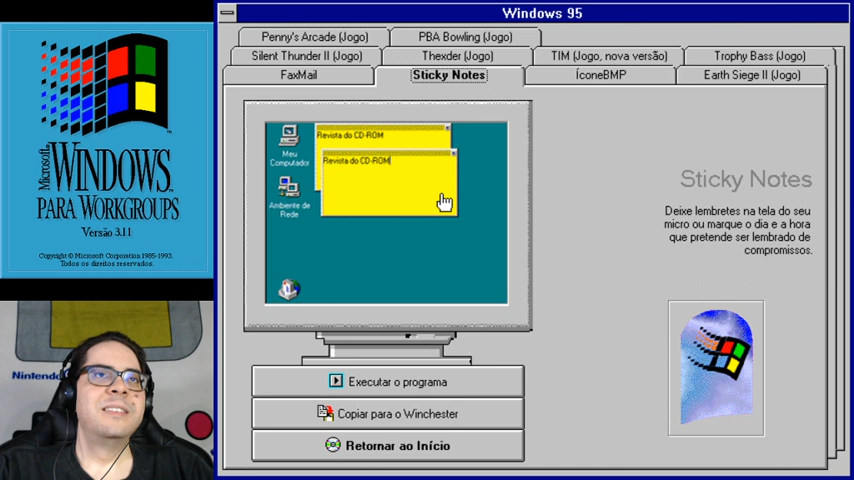 Microsoft
WINDOWS
PARA WORKGROUPS
Versão 3.11
Copyright © Microsoft Corporation 1985-1993.
Todos os direitos reservados.
Nintendo
Windows 95
Penny's Arcade (Jogo)
PBA Bowling (Jogo)
Silent Thunder II (Jogo)
Thexder (Jogo)
TIM (Jogo, nova versão)
Trophy Bass (Jogo)
FaxMail
Sticky Notes
ÍconeBMP
Earth Siege II (Jogo)
Meu
Computador
Ambiente de
Rede
Revista do CD-ROM
Revista do CD-ROM
Sticky Notes
Deixe lembretes na tela do seu
micro ou marque o dia e a hora
que pretende ser lembrado de
compromissos.
Executar o programa
Copiar para o Winchester
Retornar ao Início